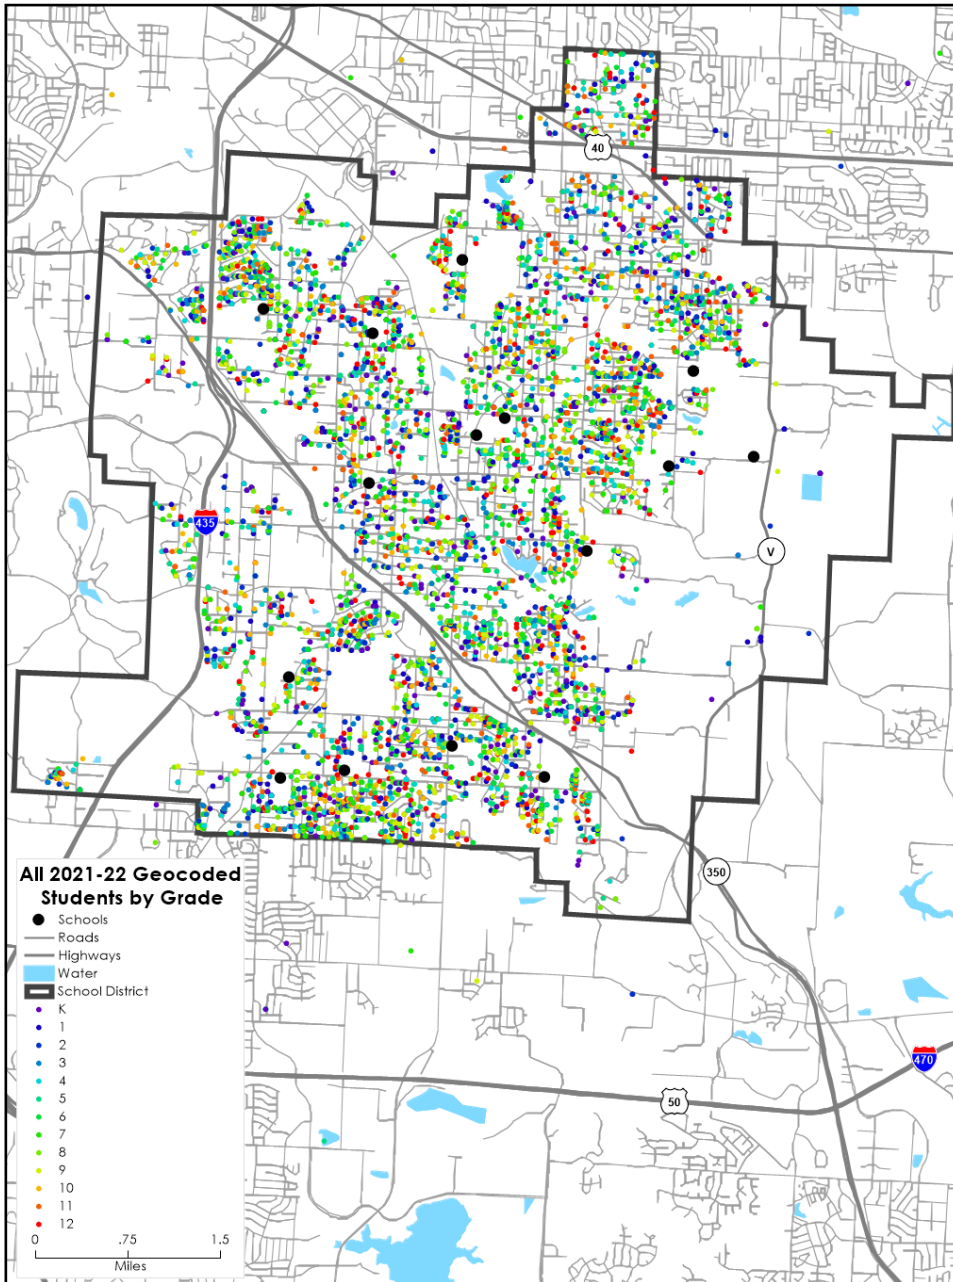 40
435
V
350
470
50
All 2021-22 Geocoded
Students by Grade
Schools
Roads
Highways
Water
School District
K
1
2
3
4
5
6
7
8
9
10
11
12
0 .75 1.5
Miles